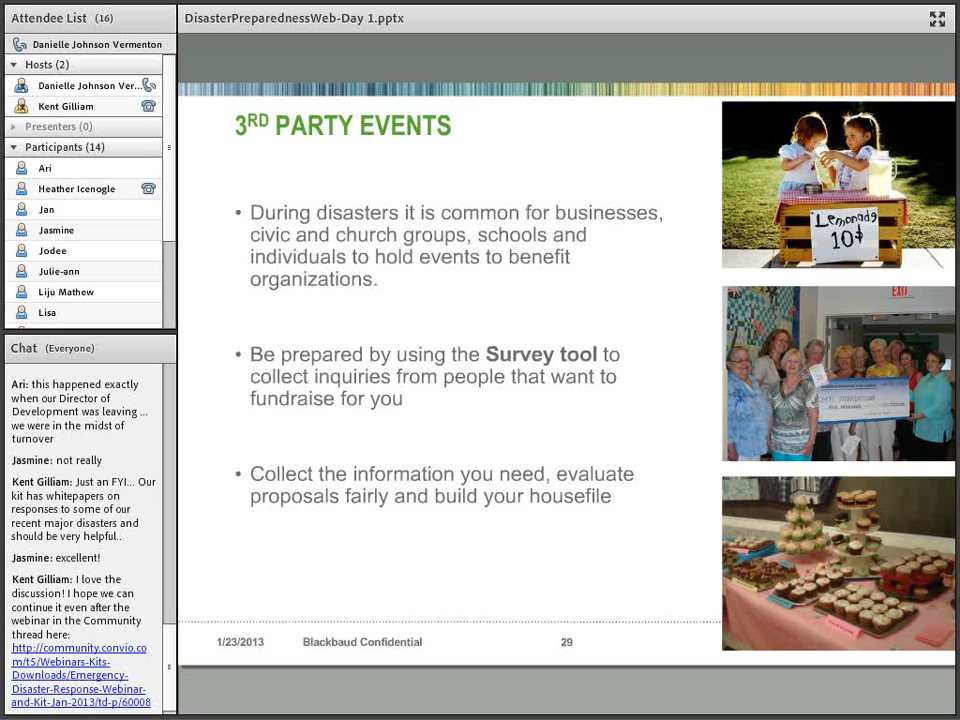 Attendee List (16)
Danielle Johnson Vermenton
Hosts (2)
Danielle Johnson Ver...
Kent Gilliam
Presenters (0)
Participants (14)
Ari
Heather Icenogle
Jan
Jasmine
Jodee
Julie-ann
Liju Mathew
Lisa
Chat (Everyone)
Ari: this happened exactly
when our Director of
Development was leaving ...
we were in the midst of
turnover
Jasmine: not really
Kent Gilliam: Just an FYI... Our
kit has whitepapers on
responses to some of our
recent major disasters and
should be very helpful..
Jasmine: excellent!
Kent Gilliam: I love the
discussion! I hope we can
continue it even after the
webinar in the Community
thread here:
http://community.convio.co
m/t5/Webinars-Kits-
Downloads/Emergency-
Disaster-Response-Webinar-
and-Kit-Jan-2013/td-p/60008
DisasterPreparednessWeb-Day 1.pptx
3RD PARTY EVENTS
• During disasters it is common for businesses,
civic and church groups, schools and
individuals to hold events to benefit
organizations.
• Be prepared by using the Survey tool to
collect inquiries from people that want to
fundraise for you
• Collect the information you need, evaluate
proposals fairly and build your housefile
Lemonade
10¢
EXIT
1/23/2013 Blackbaud Confidential 29